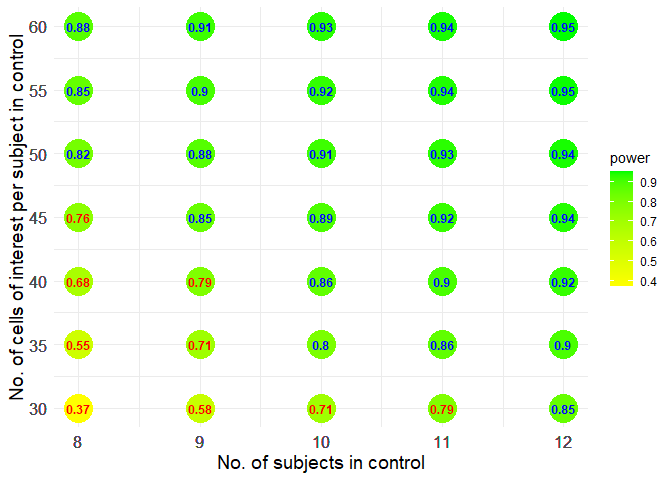 No. of cells of interest per subject in control
60 0.88 0.91 0.93 0.94 0.95
55 0.85 0.9 0.92 0.94 0.95
50 0.82 0.88 0.91 0.93 0.94
45 0.76 0.85 0.89 0.92 0.94
40 0.68 0.79 0.86 0.9 0.92
35 0.55 0.71 0.8 0.86 0.9
30 0.37 0.58 0.71 0.79 0.85
8 9 10 11 12
No. of subjects in control
power
0.9
0.8
0.7
0.6
0.5
0.4